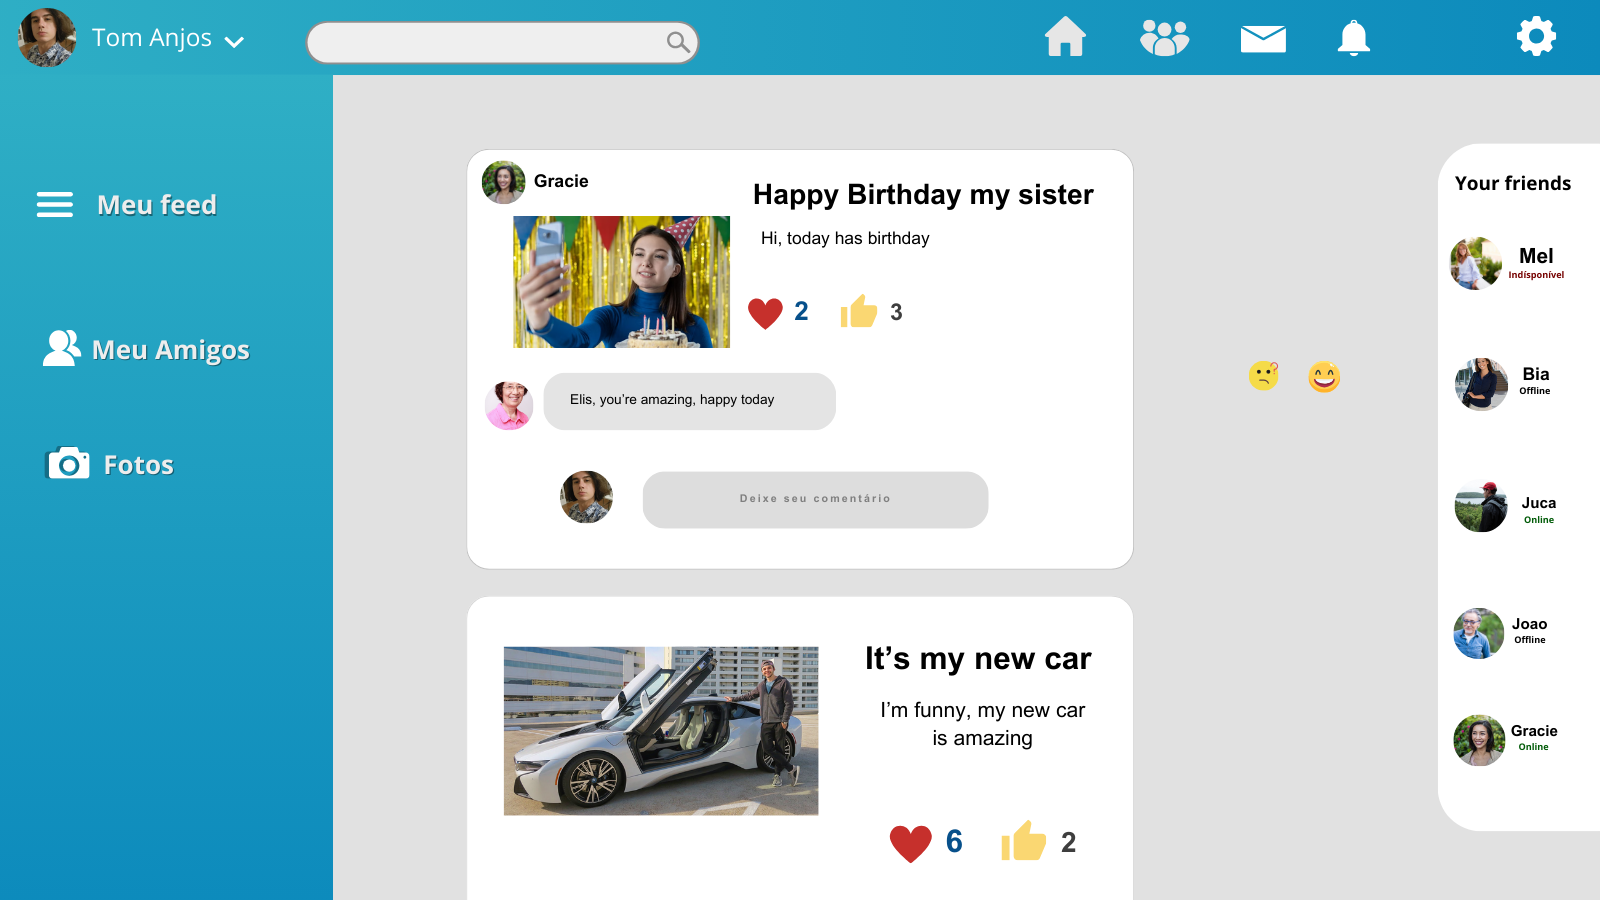 Tom Anjos
Meu feed
Meu Amigos
Fotos
Gracie
Happy Birthday my sister
Hi, today has birthday
2
3
Elis, you're amazing, happy today
Deixe seu comentário
It's my new car
I'm funny, my new car
is amazing
6
2
Your friends
Mel
Indísponível
Bia
Offline
Juca
Online
Joao
Offline
Gracie
Online